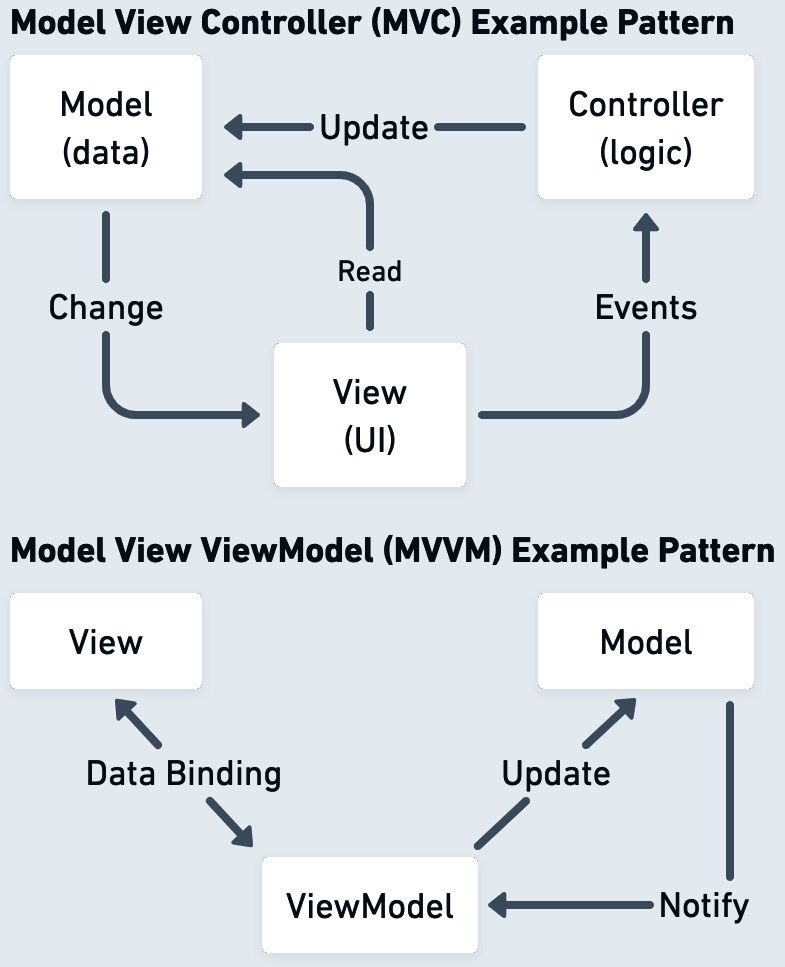 Model View Controller (MVC) Example Pattern
Model
(data)
Update
Controller
(logic)
Read
Change
Events
View
(UI)
Model View ViewModel (MVVM) Example Pattern
View
Model
Data Binding
Update
ViewModel
Notify